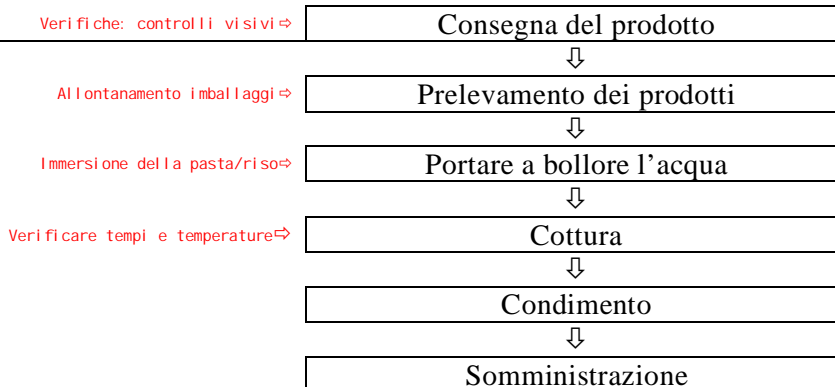 Verifiche: controlli visivi⇨ Consegna del prodotto
⇩
Allontanamento imballaggi⇨ Prelevamento dei prodotti
⇩
Immersione della pasta/riso⇨ Portare a bollore l’acqua
⇩
Verificare tempi e temperature⇨ Cottura
⇩
Condimento
⇩
Somministrazione